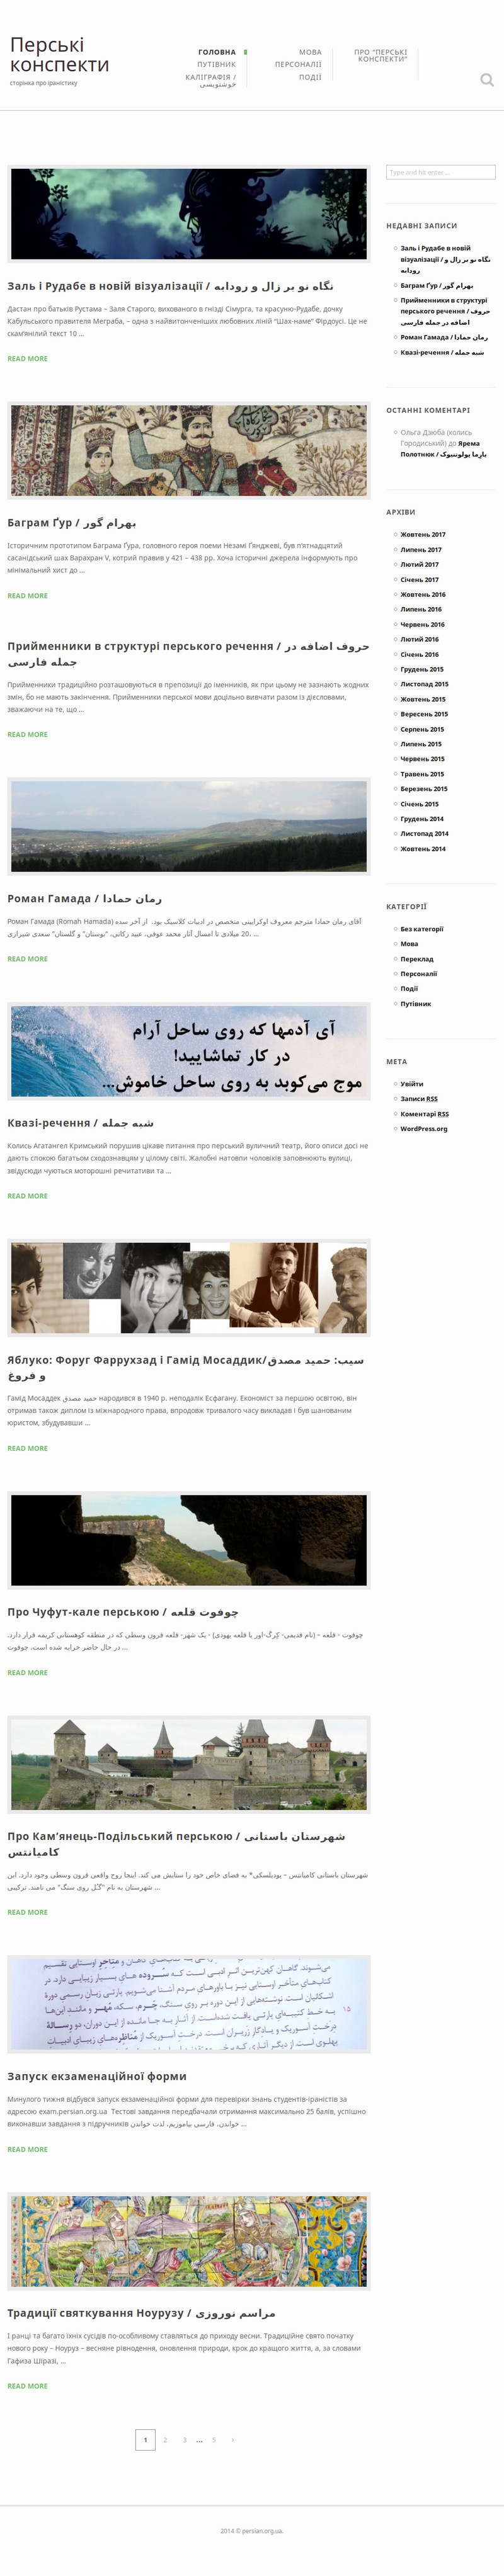 Перські
конспекти
сторінка про іраністику
ГОЛОВНА
ПУТІВНИК
КАЛІГРАФІЯ /
خوشنویسی
МОВА
ПЕРСОНАЛІЇ
ПОДІЇ
ПРО "ПЕРСЬКІ
КОНСПЕКТИ"
Заль і Рудабе в новій візуалізації / نگاه نو بر زال و رودابه
Дастан про батьків Рустама – Заля Старого, вихованого в гнізді Сімурга, та красуню-Рудабе, дочку
Кабульського правителя Меграба, – одна з найвитонченіших любовних ліній "Шах-наме" Фірдоусі. Це не
скам'янілий текст 10 ...
READ MORE
Баграм Ґур / بهرام گور
Історичним прототипом Баграма Ґура, головного героя поеми Незамі Ґянджеві, був п'ятнадцятий
сасанідський шах Варахран V, котрий правив у 421 – 438 рр. Хоча історичні джерела інформують про
мінімальний хист до ...
READ MORE
Прийменники в структурі перського речення / حروف اضافه در
جمله فارسی
Прийменники традиційно розташовуються в препозиції до іменників, як при цьому не зазнають жодних
змін, бо не мають закінчення. Прийменники перської мови доцільно вивчати разом із дієсловами,
зважаючи на те, що ...
READ MORE
Роман Гамада / رمان حمادا
Роман Гамада (Romah Hamada) آقای رمان حمادا مترجم معروف اوکراینی متخصص در ادبیات کلاسیک بود. از آخر سده
20، میلادی تا امسال آثار محمد عوفی، عبید زکانی، "بوستان" و گلستان" سعدی شیرازی ...
READ MORE
آی آدمها که روی ساحل آرام
در کار تماشایید!
موج می‌کوبد به روی ساحل خاموش...
Квазі-речення / شبه جمله
Колись Агатангел Кримський порушив цікаве питання про перський вуличний театр, його описи досі не
дають спокою багатьом сходознавцям у цілому світі. Жалобні натовпи чоловіків заповнюють вулиці,
звідусюди чуються моторошні речитативи та ...
READ MORE
Яблуко: Форуг Фаррухзад і Гамід Мосаддик/سیب: حمید مصدق
و فروغ
Гамід Мосаддек حمید مصدق народився в 1940 р. неподалік Есфагану. Економіст за першою освітою, він
отримав також диплом із міжнародного права, впродовж тривалого часу викладав і був шанованим
юристом, збудувавши ...
READ MORE
Про Чуфут-кале перською / چوفوت قلعه
چوفوت - قلعه – (نام قدیمی- کرگ-اور یا قلعه یهودی) - یک شهر- قلعه قرون وسطی که در منطقه کوهستانی کریمه قرار دارد.
در حال حاضر خرابه شده است. چوفوت ...
READ MORE
Про Кам'янець-Подільський перською / شهرستان باستانی
کامیانتس
شهرستان باستانی کامیانتس – پودیلسکی* به فضای خاص خود را ستایش می کند. اینجا روح واقعی قرون وسطی وجود دارد. این
شهرستان به نام "گـُل روی سنگ" می نامند. ترکیبی ...
READ MORE
Запуск екзаменаційної форми
Минулого тижня відбувся запуск екзаменаційної форми для перевірки знань студентів-іраністів за
адресою exam.persian.org.ua Тестові завдання передбачали отримання максимально 25 балів, успішно
виконавши завдання з підручників خواندن، فارسی بیاموزیم، لذت خواندن ...
READ MORE
Традиції святкування Ноурузу / مراسم نوروزی
І ранці та багато їхніх сусідів по-особливому ставляться до приходу весни. Традиційне свято початку
нового року – Ноуруз – весняне рівнодення, оновлення природи, крок до кращого життя, а, за словами
Гафиза Шіразі, ...
READ MORE
1 2 3 ... 5 ›
Type and hit enter ...
НЕДАВНІ ЗАПИСИ
Заль і Рудабе в новій
візуалізації / نگاه نو بر زال و
رودابه
Баграм Ґур / بهرام گور
Прийменники в структурі
перського речення / حروف
اضافه در جمله فارسی
Роман Гамада / رمان حمادا
Квазі-речення / شبه جمله
ОСТАННІ КОМЕНТАРІ
Ольга Дзюба (колись
Городиський) до Ярема
Полотнюк / یارِما پولوتنیوک
АРХІВИ
Жовтень 2017
Липень 2017
Лютий 2017
Січень 2017
Жовтень 2016
Липень 2016
Червень 2016
Лютий 2016
Січень 2016
Грудень 2015
Листопад 2015
Жовтень 2015
Вересень 2015
Серпень 2015
Липень 2015
Червень 2015
Травень 2015
Березень 2015
Січень 2015
Грудень 2014
Листопад 2014
Жовтень 2014
КАТЕГОРІЇ
Без категорії
Мова
Переклад
Персоналії
Події
Путівник
МЕТА
Увійти
Записи RSS
Коментарі RSS
WordPress.org
2014 © persian.org.ua.